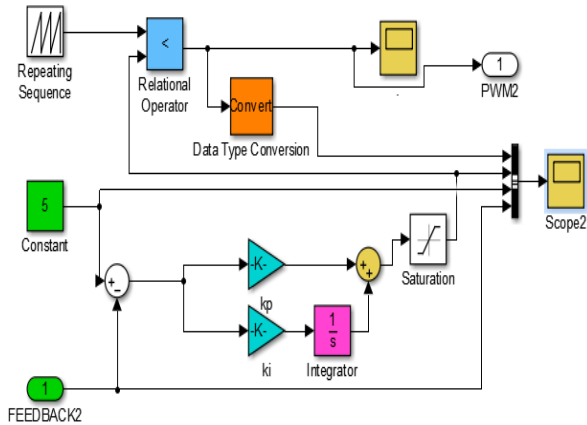 Repeating
Sequence
<
Relational
Operator
.
1
PWM2
Convert
Data Type Conversion
Scope2
5
Constant
+
−
-K-
kp
+
+
Saturation
-K-
ki
1
s
Integrator
1
FEEDBACK2